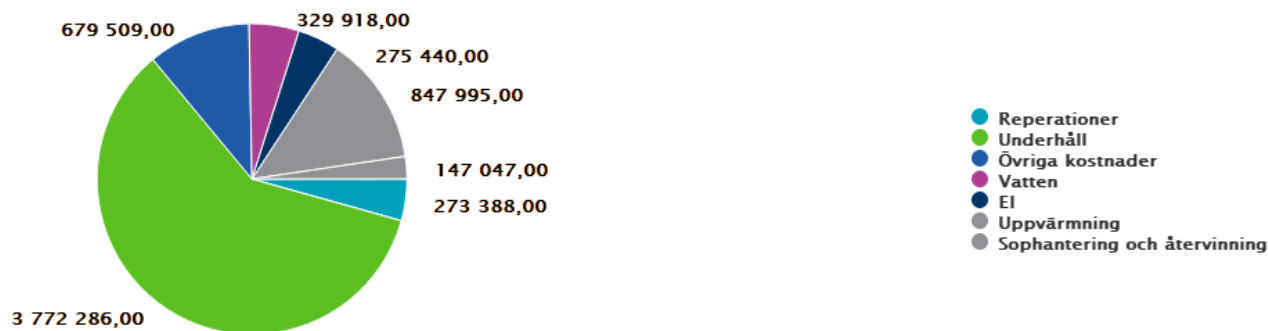 679 509,00
329 918,00
275 440,00
847 995,00
147 047,00
273 388,00
3 772 286,00
Reperationer
Underhåll
Övriga kostnader
Vatten
El
Uppvärmning
Sophantering och återvinning